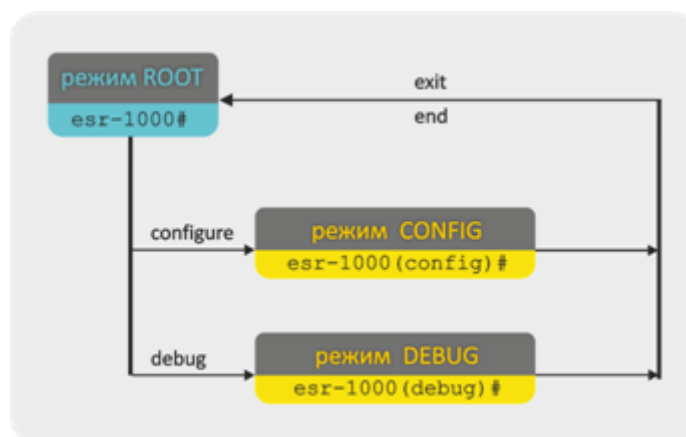 режим ROOT
esr-1000#
exit
end
configure
режим CONFIG
esr-1000(config)#
debug
режим DEBUG
esr-1000(debug)#